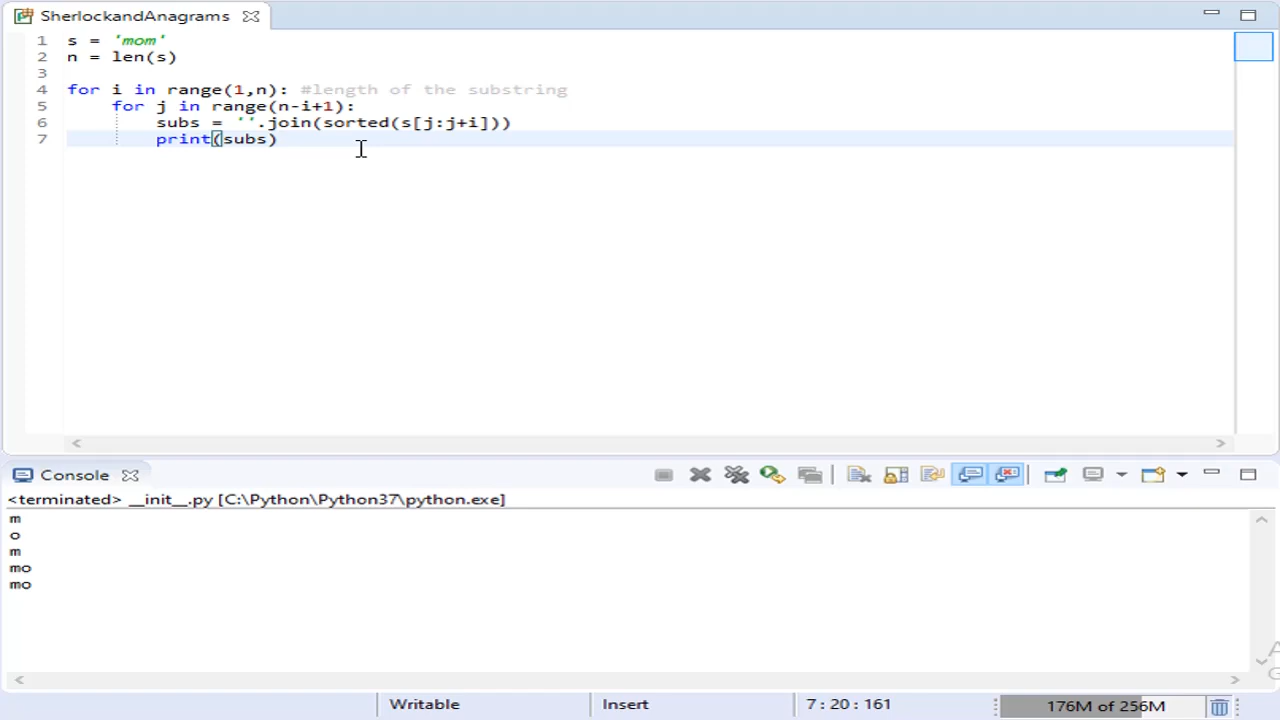 SherlockandAnagrams
1 s = 'mom'
2 n = len(s)
3
4 for i in range(1,n): #length of the substring
5 for j in range(n-i+1):
6 subs = ''.join(sorted(s[j:j+i]))
7 print(subs)
Console
<terminated> __init__.py [C:\Python\Python37\python.exe]
m
o
m
mo
mo
Writable Insert 7 : 20 : 161 176M of 256M